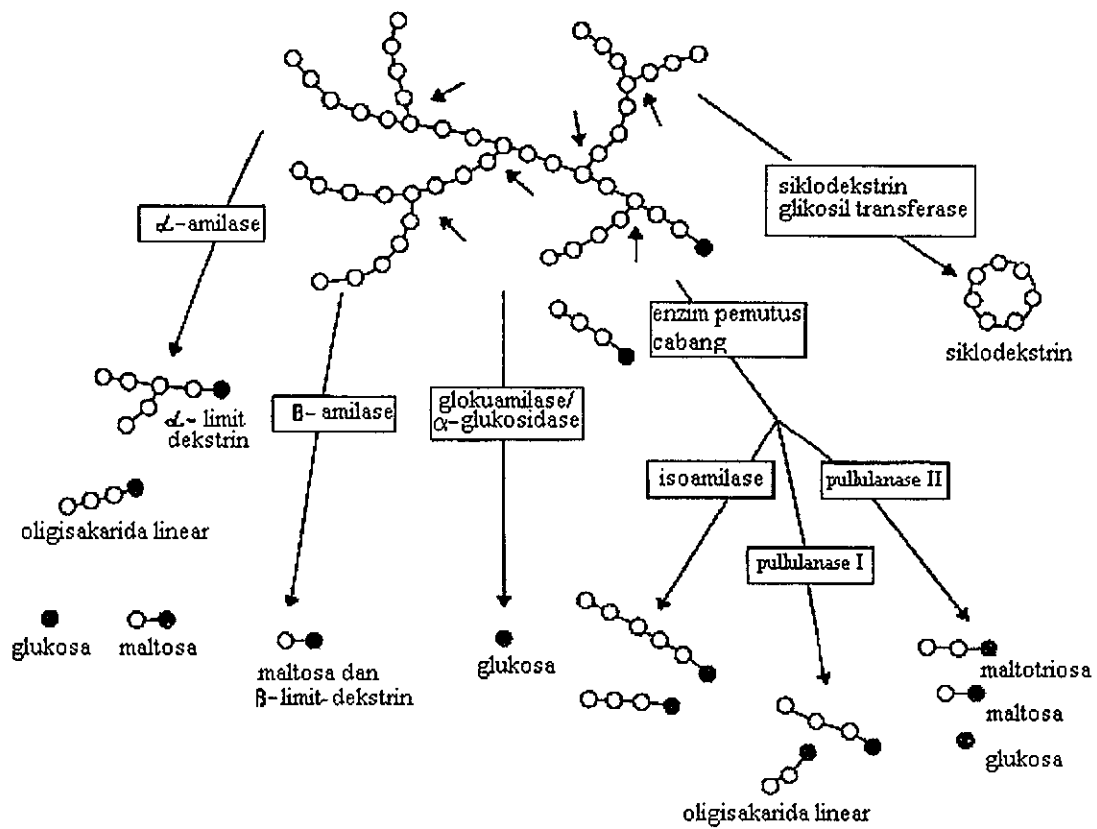 siklodekstrin
glikosil transferase
⍺-amilase
enzim pemutus
cabang
siklodekstrin
⍺- limit
dekstrin
β- amilase
glokuamilase/
α-glukosidase
isoamilase
pullulanase II
oligisakarida linear
pullulanase I
glukosa
maltosa
maltosa dan
β-limit-dekstrin
glukosa
maltotriosa
maltosa
glukosa
oligisakarida linear